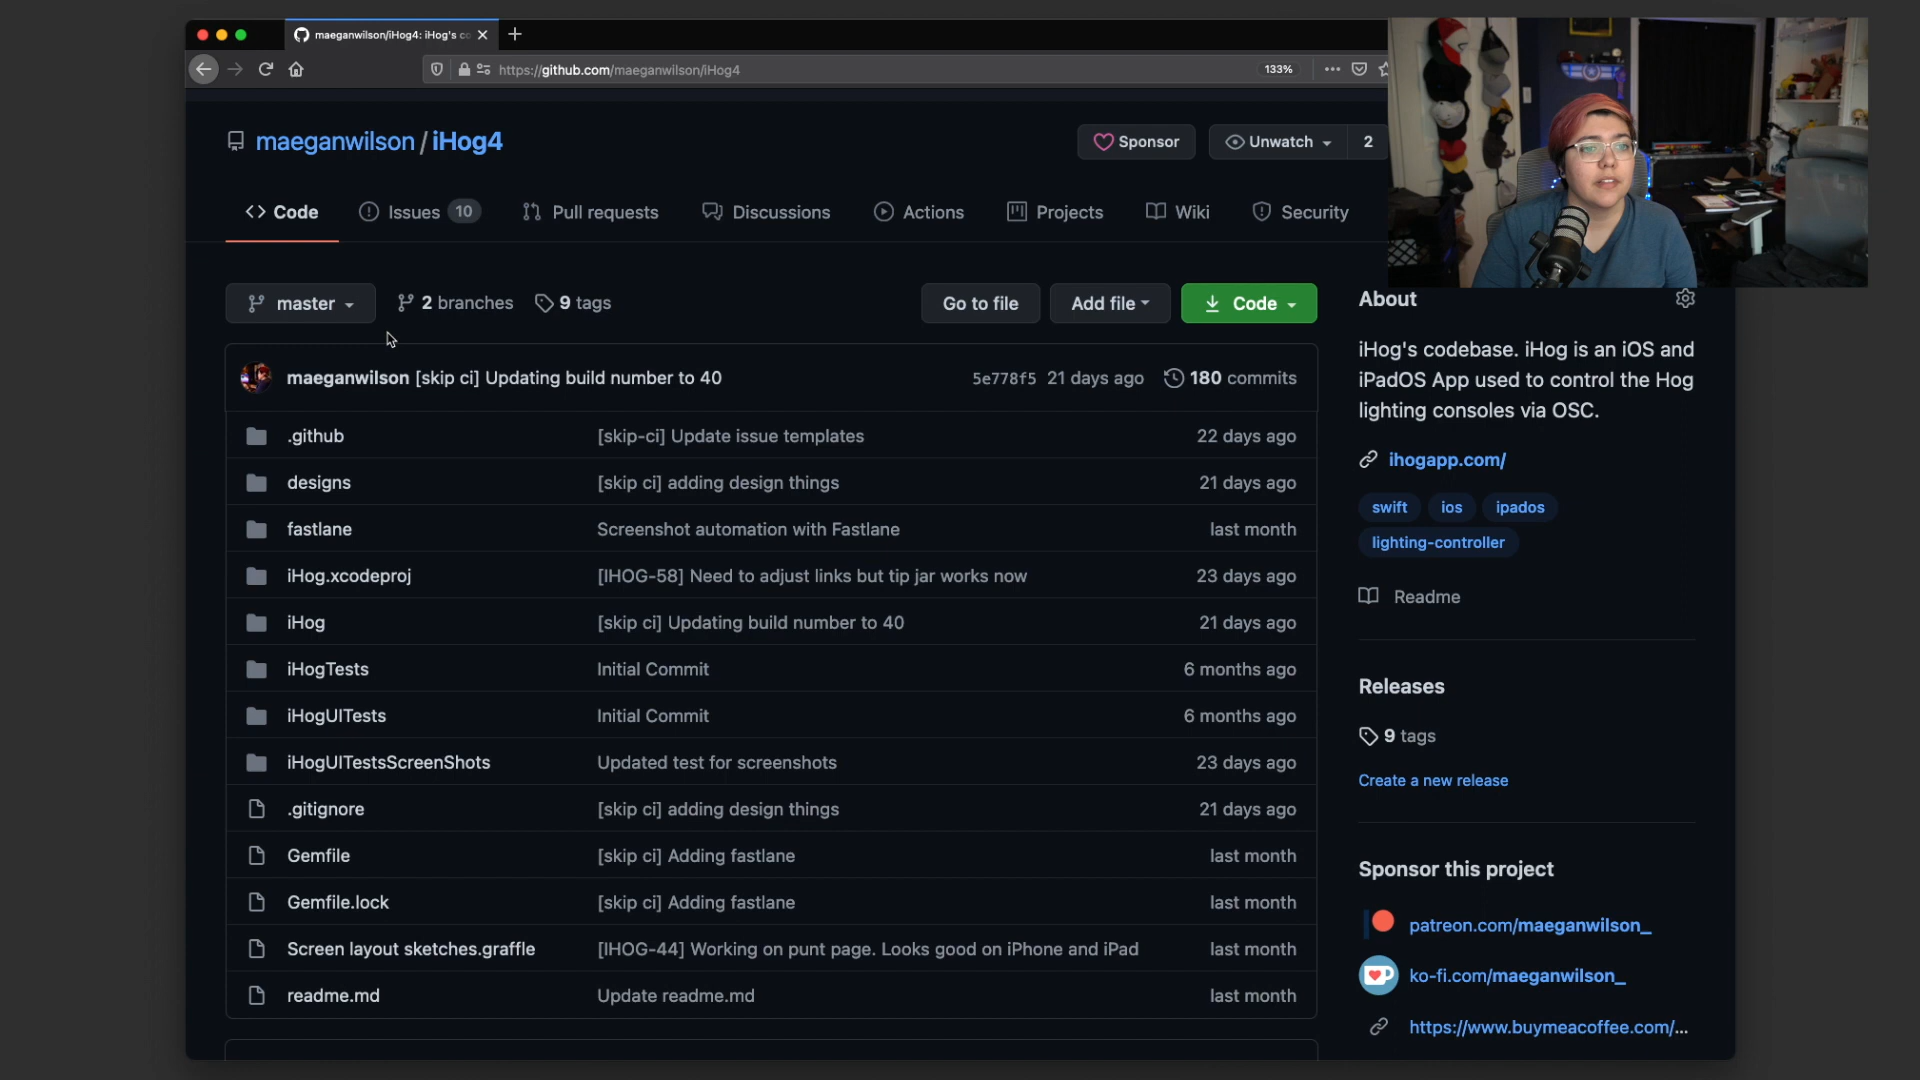 maeganwilson/iHog4: iHog's co
https://github.com/maeganwilson/iHog4
133%
maeganwilson / iHog4
Sponsor
Unwatch
2
Code
Issues 10
Pull requests
Discussions
Actions
Projects
Wiki
Security
master
2 branches
9 tags
Go to file
Add file
Code
maeganwilson [skip ci] Updating build number to 40
5e778f5 21 days ago
180 commits
.github [skip-ci] Update issue templates 22 days ago
designs [skip ci] adding design things 21 days ago
fastlane Screenshot automation with Fastlane last month
iHog.xcodeproj [IHOG-58] Need to adjust links but tip jar works now 23 days ago
iHog [skip ci] Updating build number to 40 21 days ago
iHogTests Initial Commit 6 months ago
iHogUITests Initial Commit 6 months ago
iHogUITestsScreenShots Updated test for screenshots 23 days ago
.gitignore [skip ci] adding design things 21 days ago
Gemfile [skip ci] Adding fastlane last month
Gemfile.lock [skip ci] Adding fastlane last month
Screen layout sketches.graffle [IHOG-44] Working on punt page. Looks good on iPhone and iPad last month
readme.md Update readme.md last month
About
iHog's codebase. iHog is an iOS and
iPadOS App used to control the Hog
lighting consoles via OSC.
ihogapp.com/
swift ios ipados
lighting-controller
Readme
Releases
9 tags
Create a new release
Sponsor this project
patreon.com/maeganwilson_
ko-fi.com/maeganwilson_
https://www.buymeacoffee.com/...